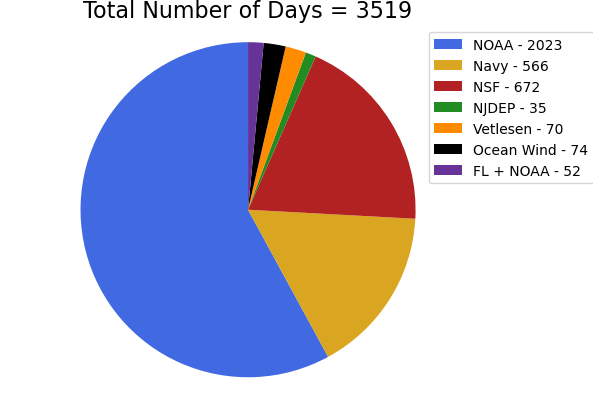 Total Number of Days = 3519
NOAA - 2023
Navy - 566
NSF - 672
NJDEP - 35
Vetlesen - 70
Ocean Wind - 74
FL + NOAA - 52